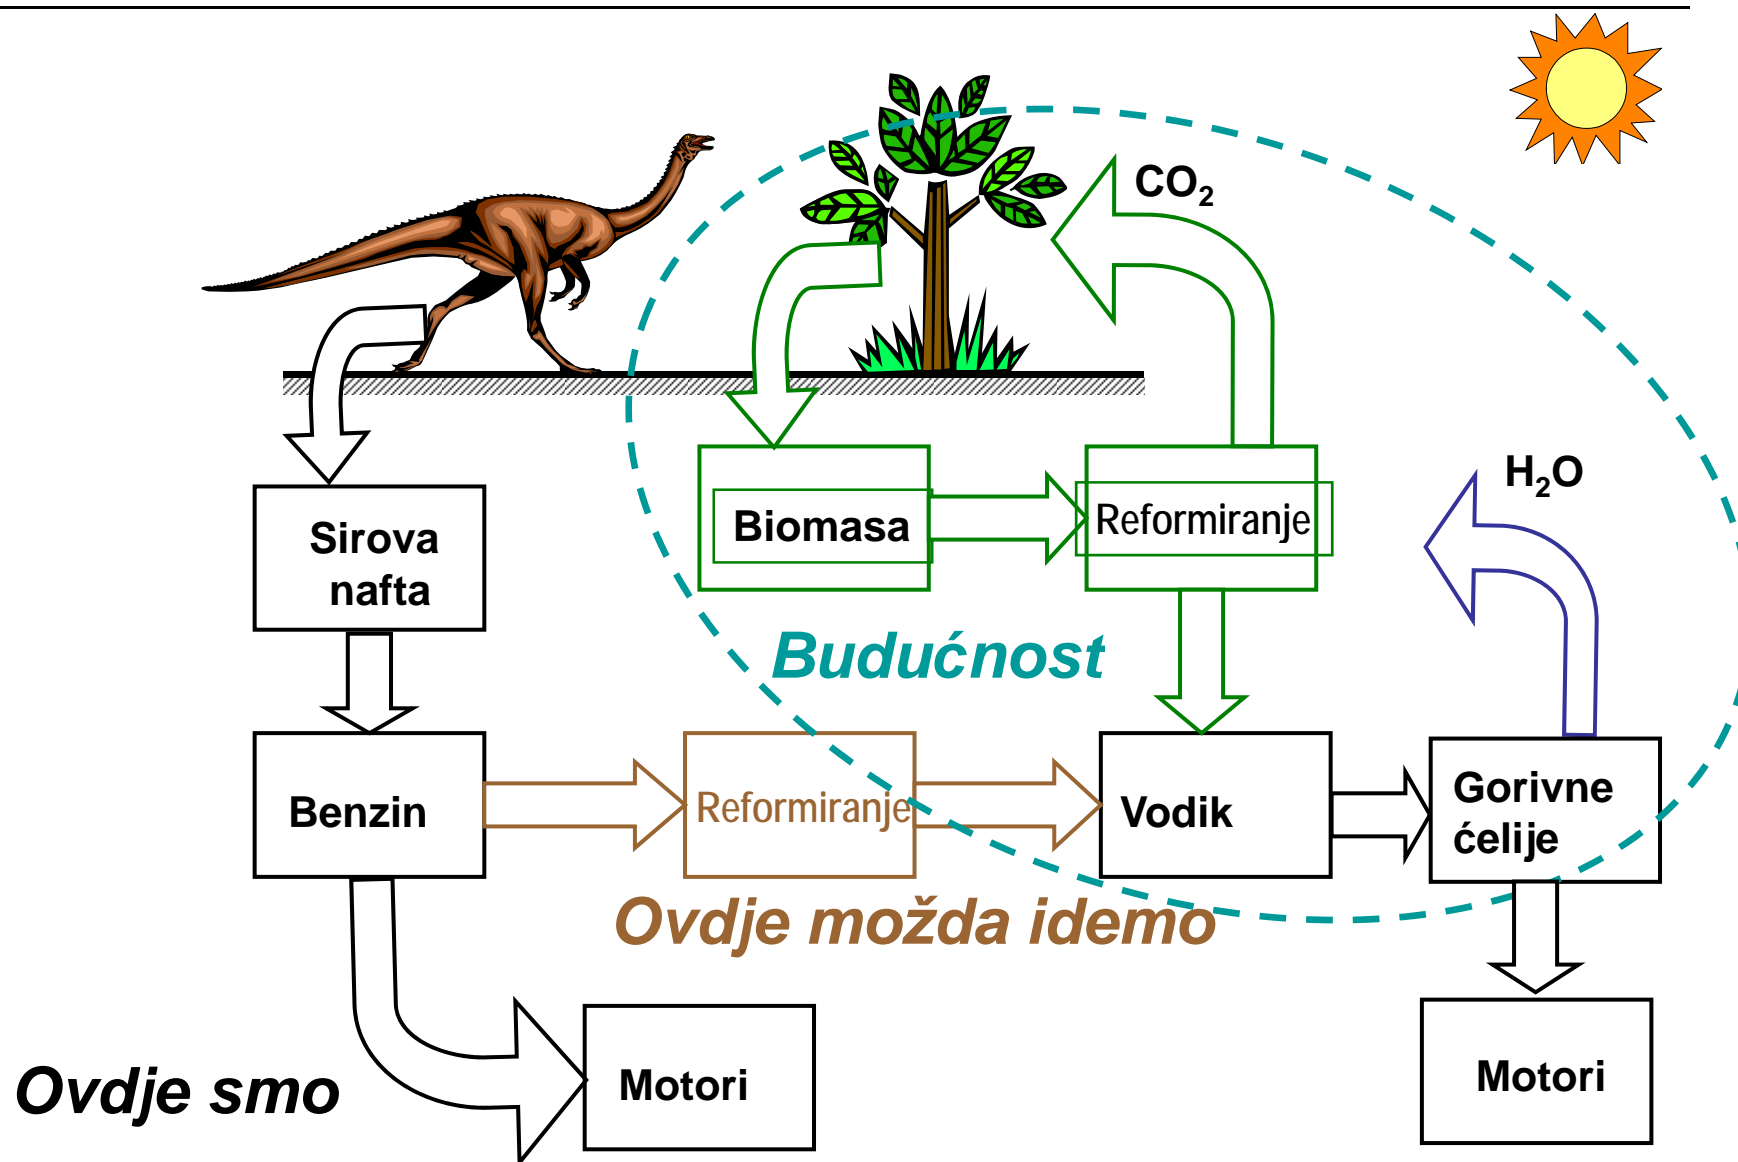 CO₂
H₂O
Sirova
nafta
Biomasa
Reformiranje
Budućnost
Benzin
Reformiranje
Vodik
Gorivne
ćelije
Ovdje možda idemo
Ovdje smo
Motori
Motori